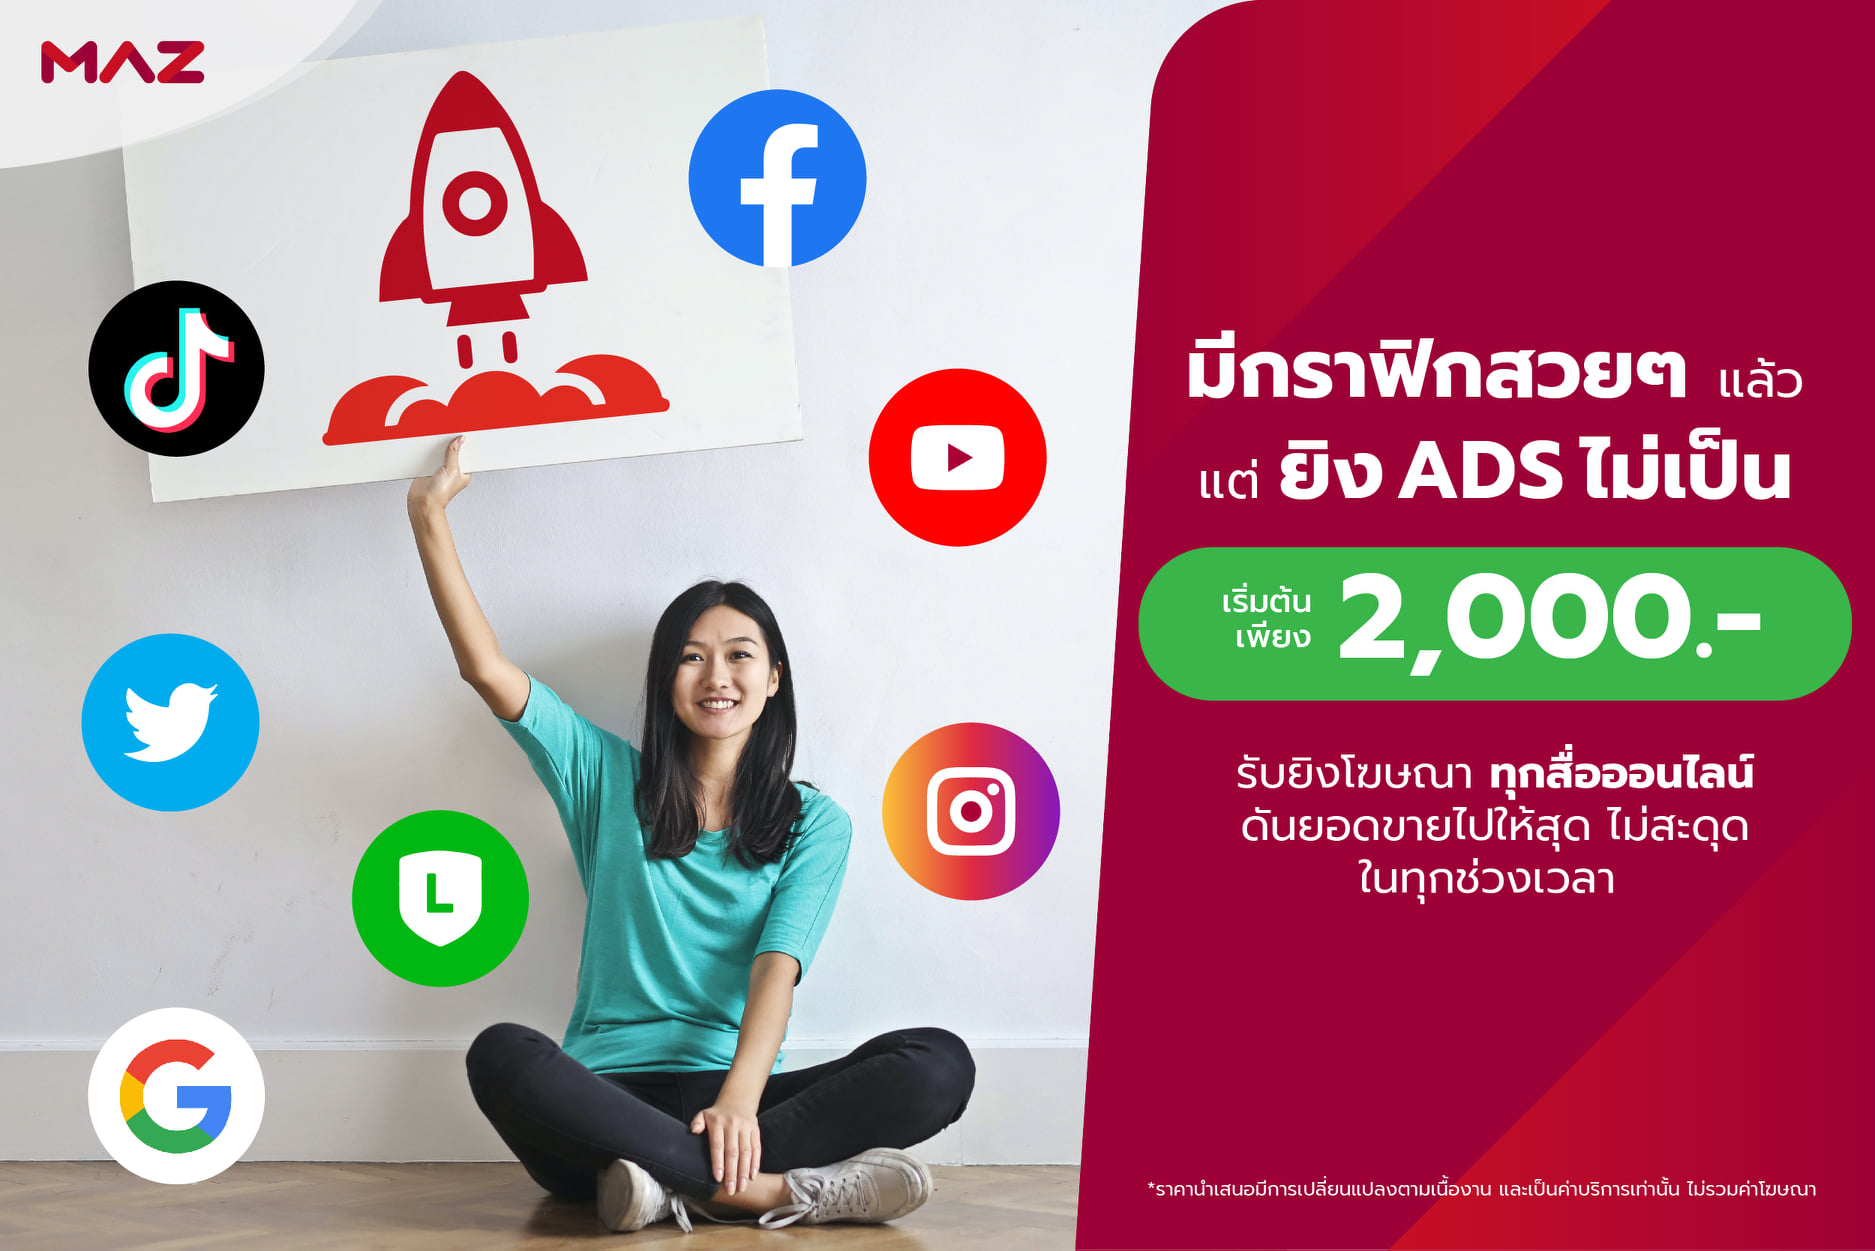 MAZ
มีกราฟิกสวยๆ แล้ว
แต่ ยิง ADS ไม่เป็น
เริ่มต้น
เพียง 2,000.-
รับยิงโฆษณา ทุกสื่อออนไลน์
ดันยอดขายไปให้สุด ไม่สะดุด
ในทุกช่วงเวลา
L
*ราคานำเสนอมีการเปลี่ยนแปลงตามเนื้องาน และเป็นค่าบริการเท่านั้น ไม่รวมค่าโฆษณา